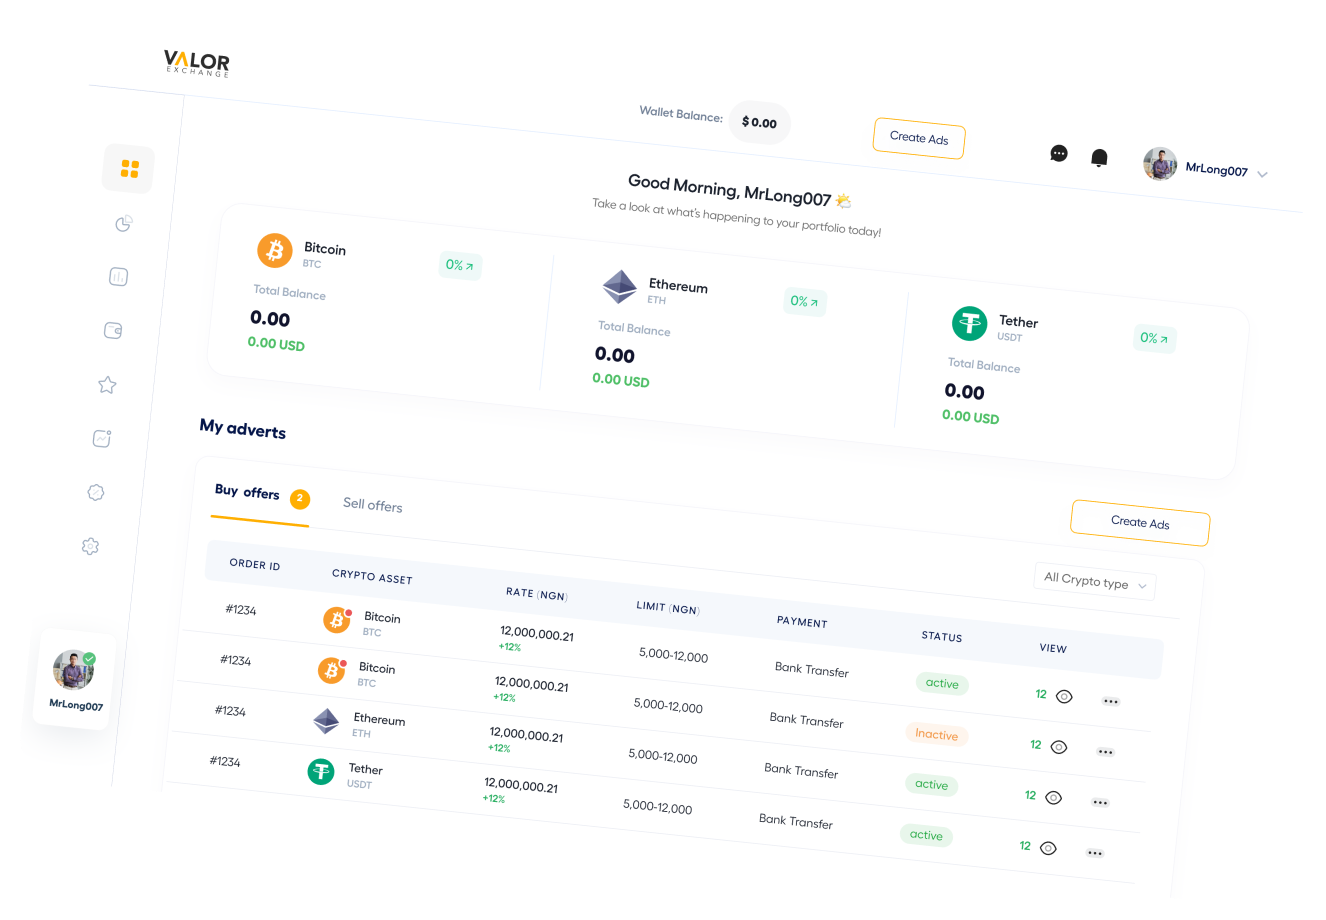 VALOR
EXCHANGE
Wallet Balance: $ 0.00
Create Ads
MrLong007
Good Morning, MrLong007
Take a look at what's happening to your portfolio today!
Bitcoin
BTC
0%
Total Balance
0.00
0.00 USD
Ethereum
ETH
0%
Total Balance
0.00
0.00 USD
Tether
USDT
0%
Total Balance
0.00
0.00 USD
My adverts
Buy offers 2 Sell offers
Create Ads
All Crypto type
ORDER ID CRYPTO ASSET RATE (NGN) LIMIT (NGN) PAYMENT STATUS VIEW
#1234 Bitcoin 12,000,000.21 5,000-12,000 Bank Transfer active 12
BTC +12%
#1234 Bitcoin 12,000,000.21 5,000-12,000 Bank Transfer Inactive 12
BTC +12%
#1234 Ethereum 12,000,000.21 5,000-12,000 Bank Transfer active 12
ETH +12%
#1234 Tether 12,000,000.21 5,000-12,000 Bank Transfer active 12
USDT +12%
MrLong007